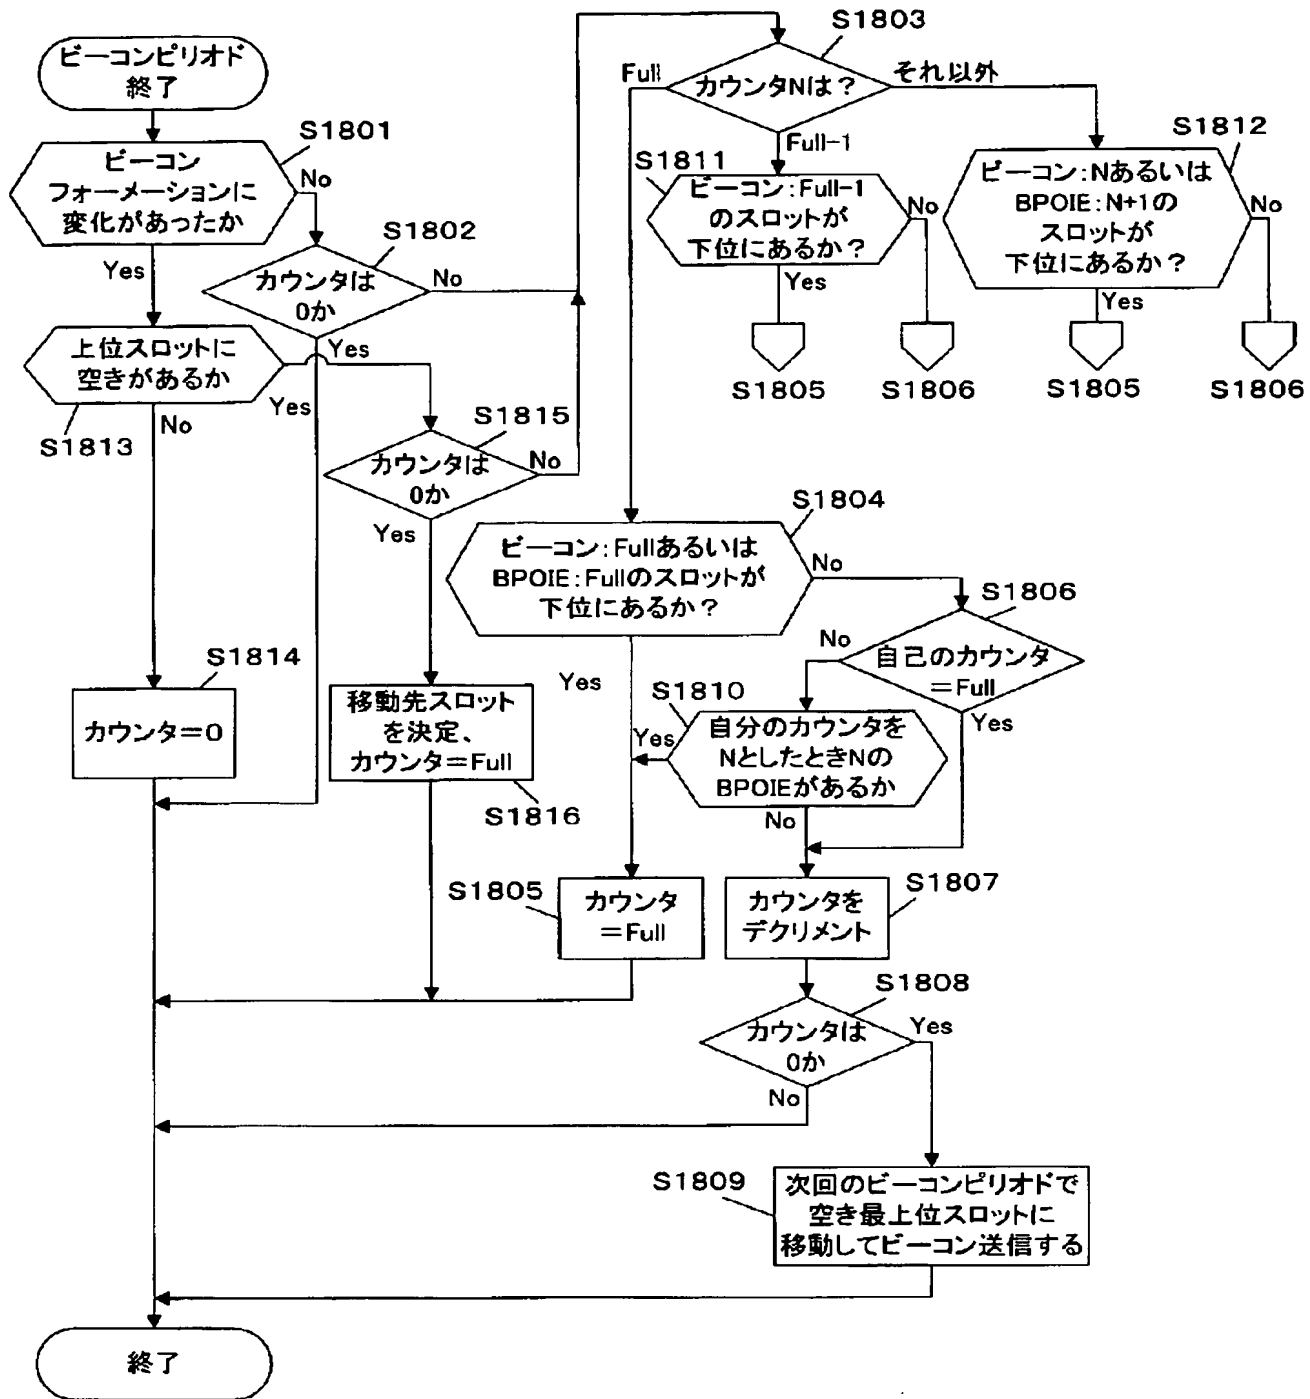 ビーコンピリオド
終了
S1801
ビーコン
フォーメーションに
変化があったか
No
Yes
S1802
カウンタは
0か
No
Yes
上位スロットに
空きがあるか
Yes
No
S1813
S1815
カウンタは
0か
No
Yes
S1814
カウンタ=0
移動先スロット
を決定、
カウンタ=Full
S1816
S1803
カウンタNは?
Full
それ以外
Full-1
S1811
ビーコン:Full-1
のスロットが
下位にあるか?
No
Yes
S1805
S1806
S1812
ビーコン:Nあるいは
BPOIE:N+1の
スロットが
下位にあるか?
No
Yes
S1805
S1806
S1804
ビーコン:Fullあるいは
BPOIE:Fullのスロットが
下位にあるか?
No
Yes
S1806
自己のカウンタ
=Full
No
Yes
S1810
自分のカウンタを
NとしたときNの
BPOIEがあるか
Yes
No
S1805
カウンタ
=Full
S1807
カウンタを
デクリメント
S1808
カウンタは
0か
Yes
No
S1809
次回のビーコンピリオドで
空き最上位スロットに
移動してビーコン送信する
終了